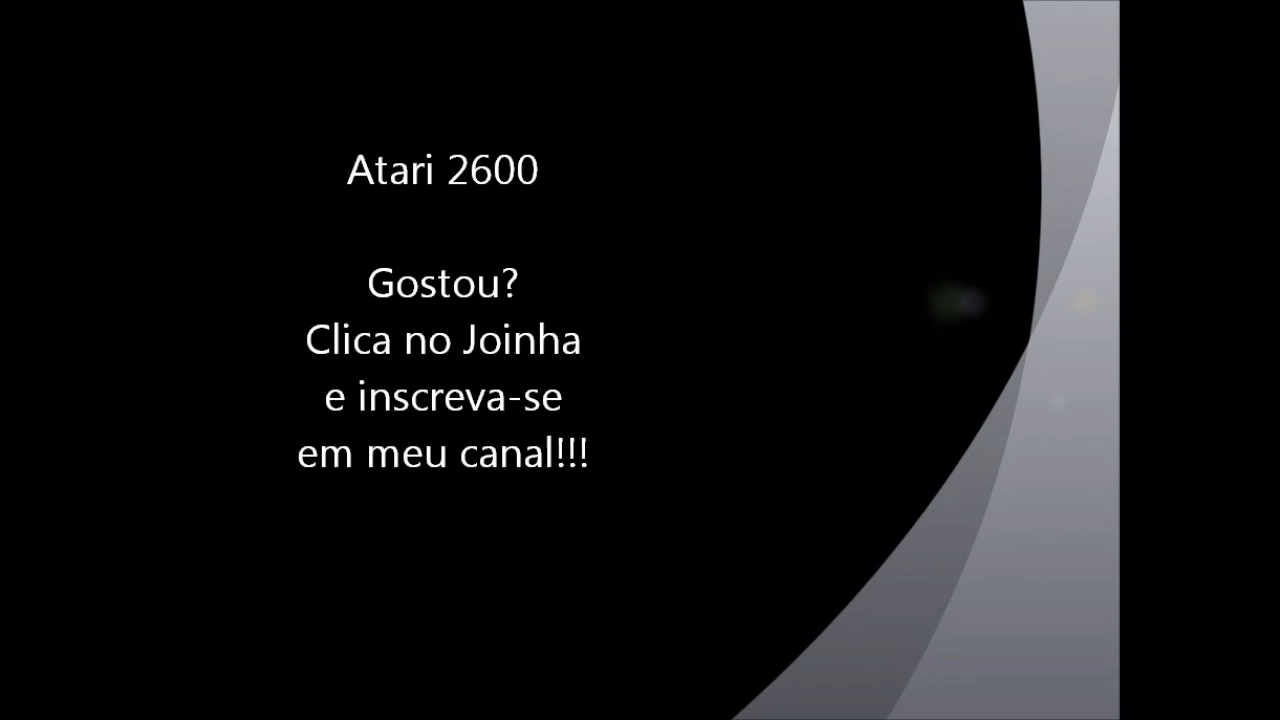 Atari 2600
Gostou?
Clica no Joinha
e inscreva-se
em meu canal!!!